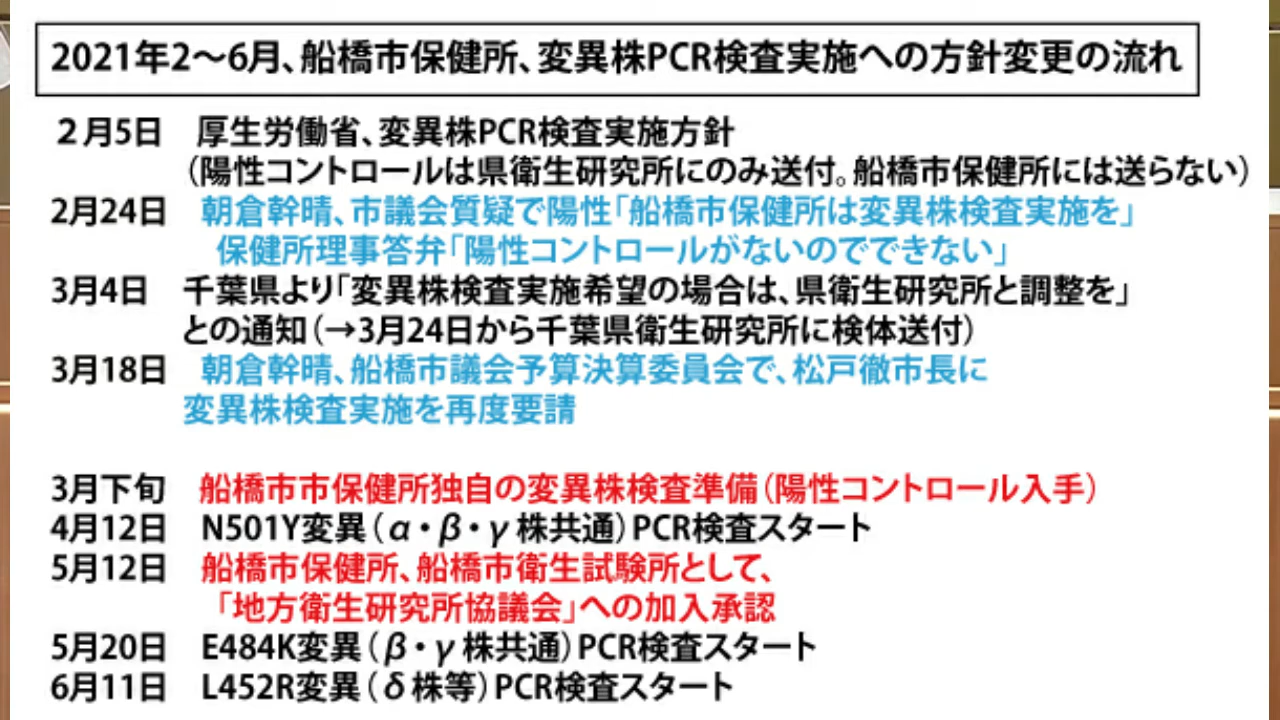 2021年2〜6月、船橋市保健所、変異株PCR検査実施への方針変更の流れ
２月5日　厚生労働省、変異株PCR検査実施方針
（陽性コントロールは県衛生研究所にのみ送付。船橋市保健所には送らない）
2月24日　朝倉幹晴、市議会質疑で陽性「船橋市保健所は変異株検査実施を」
保健所理事答弁「陽性コントロールがないのでできない」
3月4日　千葉県より「変異株検査実施希望の場合は、県衛生研究所と調整を」
との通知（→3月24日から千葉県衛生研究所に検体送付）
3月18日　朝倉幹晴、船橋市議会予算決算委員会で、松戸徹市長に
変異株検査実施を再度要請
3月下旬　船橋市市保健所独自の変異株検査準備（陽性コントロール入手）
4月12日　N501Y変異（α・β・γ 株共通）PCR検査スタート
5月12日　船橋市保健所、船橋市衛生試験所として、
「地方衛生研究所協議会」への加入承認
5月20日　E484K変異（β・γ 株共通）PCR検査スタート
6月11日　L452R変異（δ 株等）PCR検査スタート